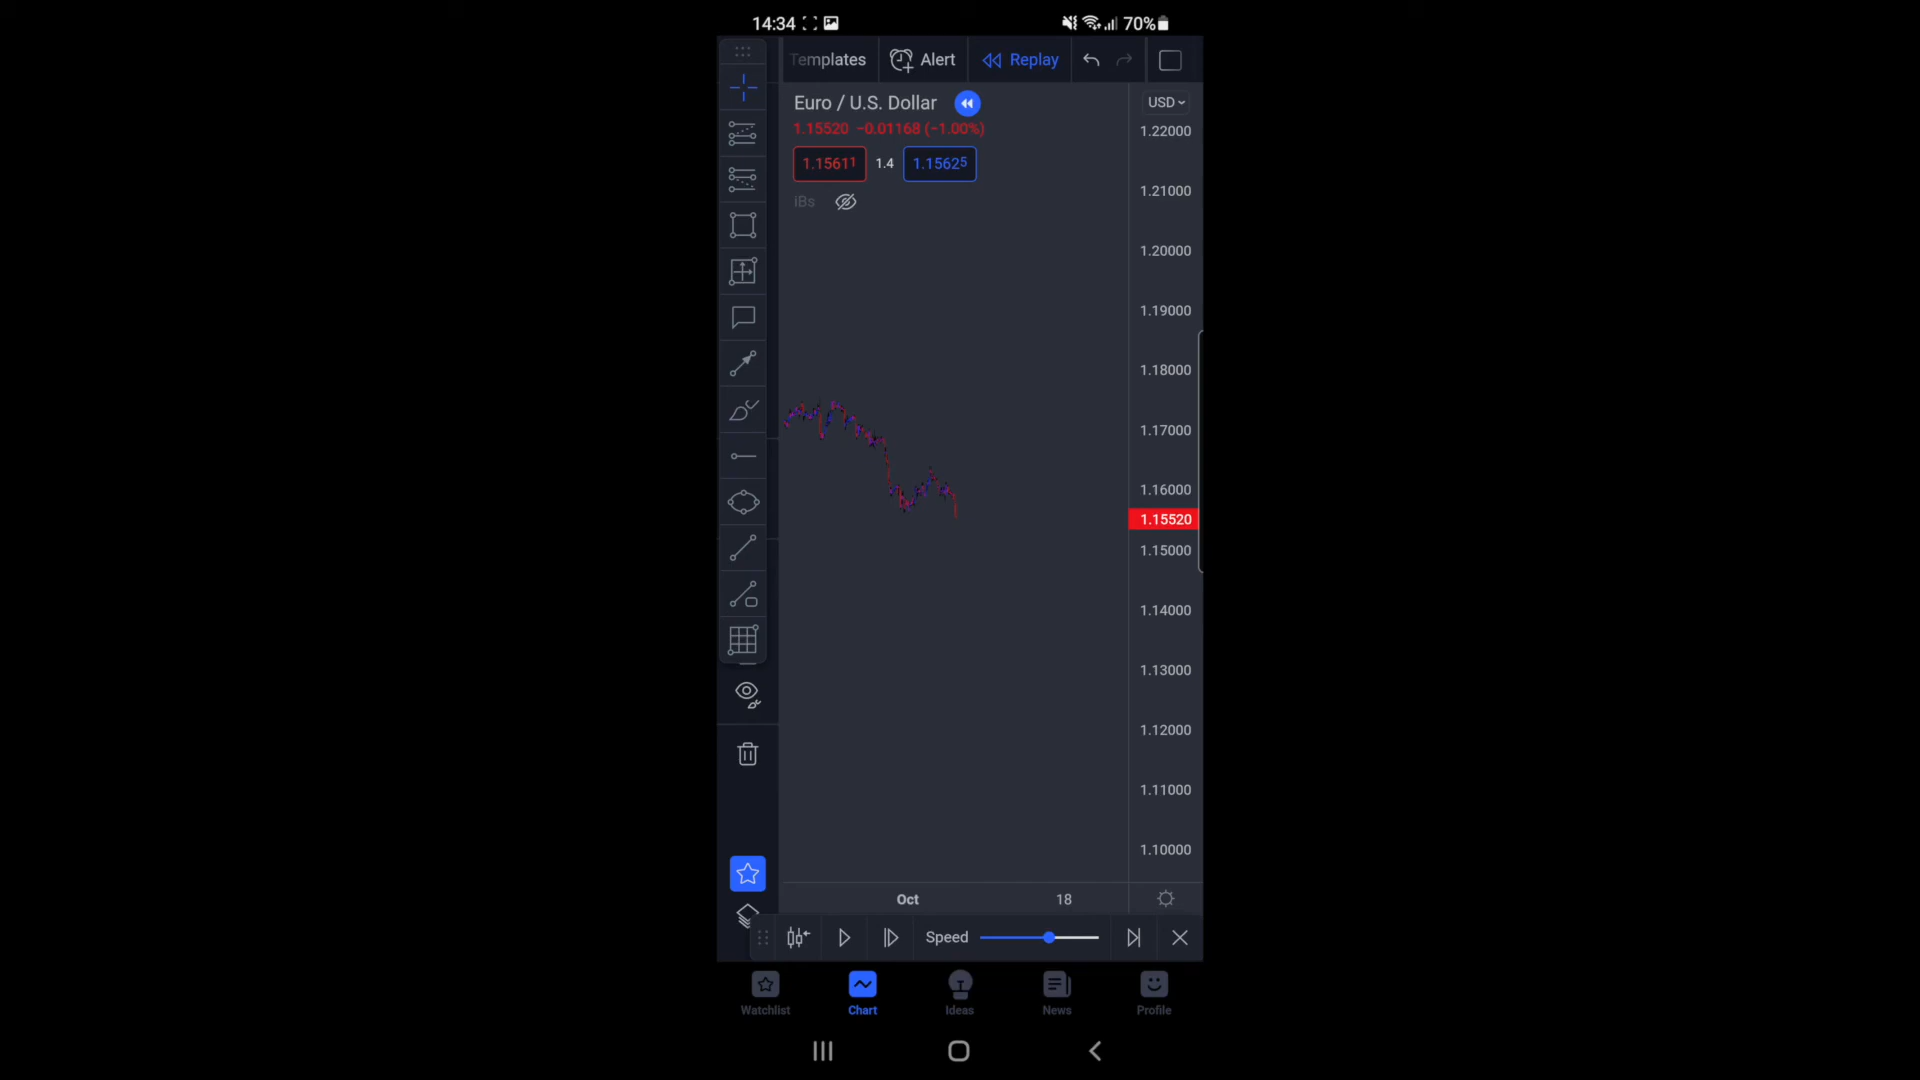 14:34
70%
Templates
Alert
Replay
Euro / U.S. Dollar
USD
1.15520 −0.01168 (−1.00%)
1.15611
1.4
1.15625
iBs
1.22000
1.21000
1.20000
1.19000
1.18000
1.17000
1.16000
1.15520
1.15000
1.14000
1.13000
1.12000
1.11000
1.10000
Oct
18
Speed
Watchlist
Chart
Ideas
News
Profile